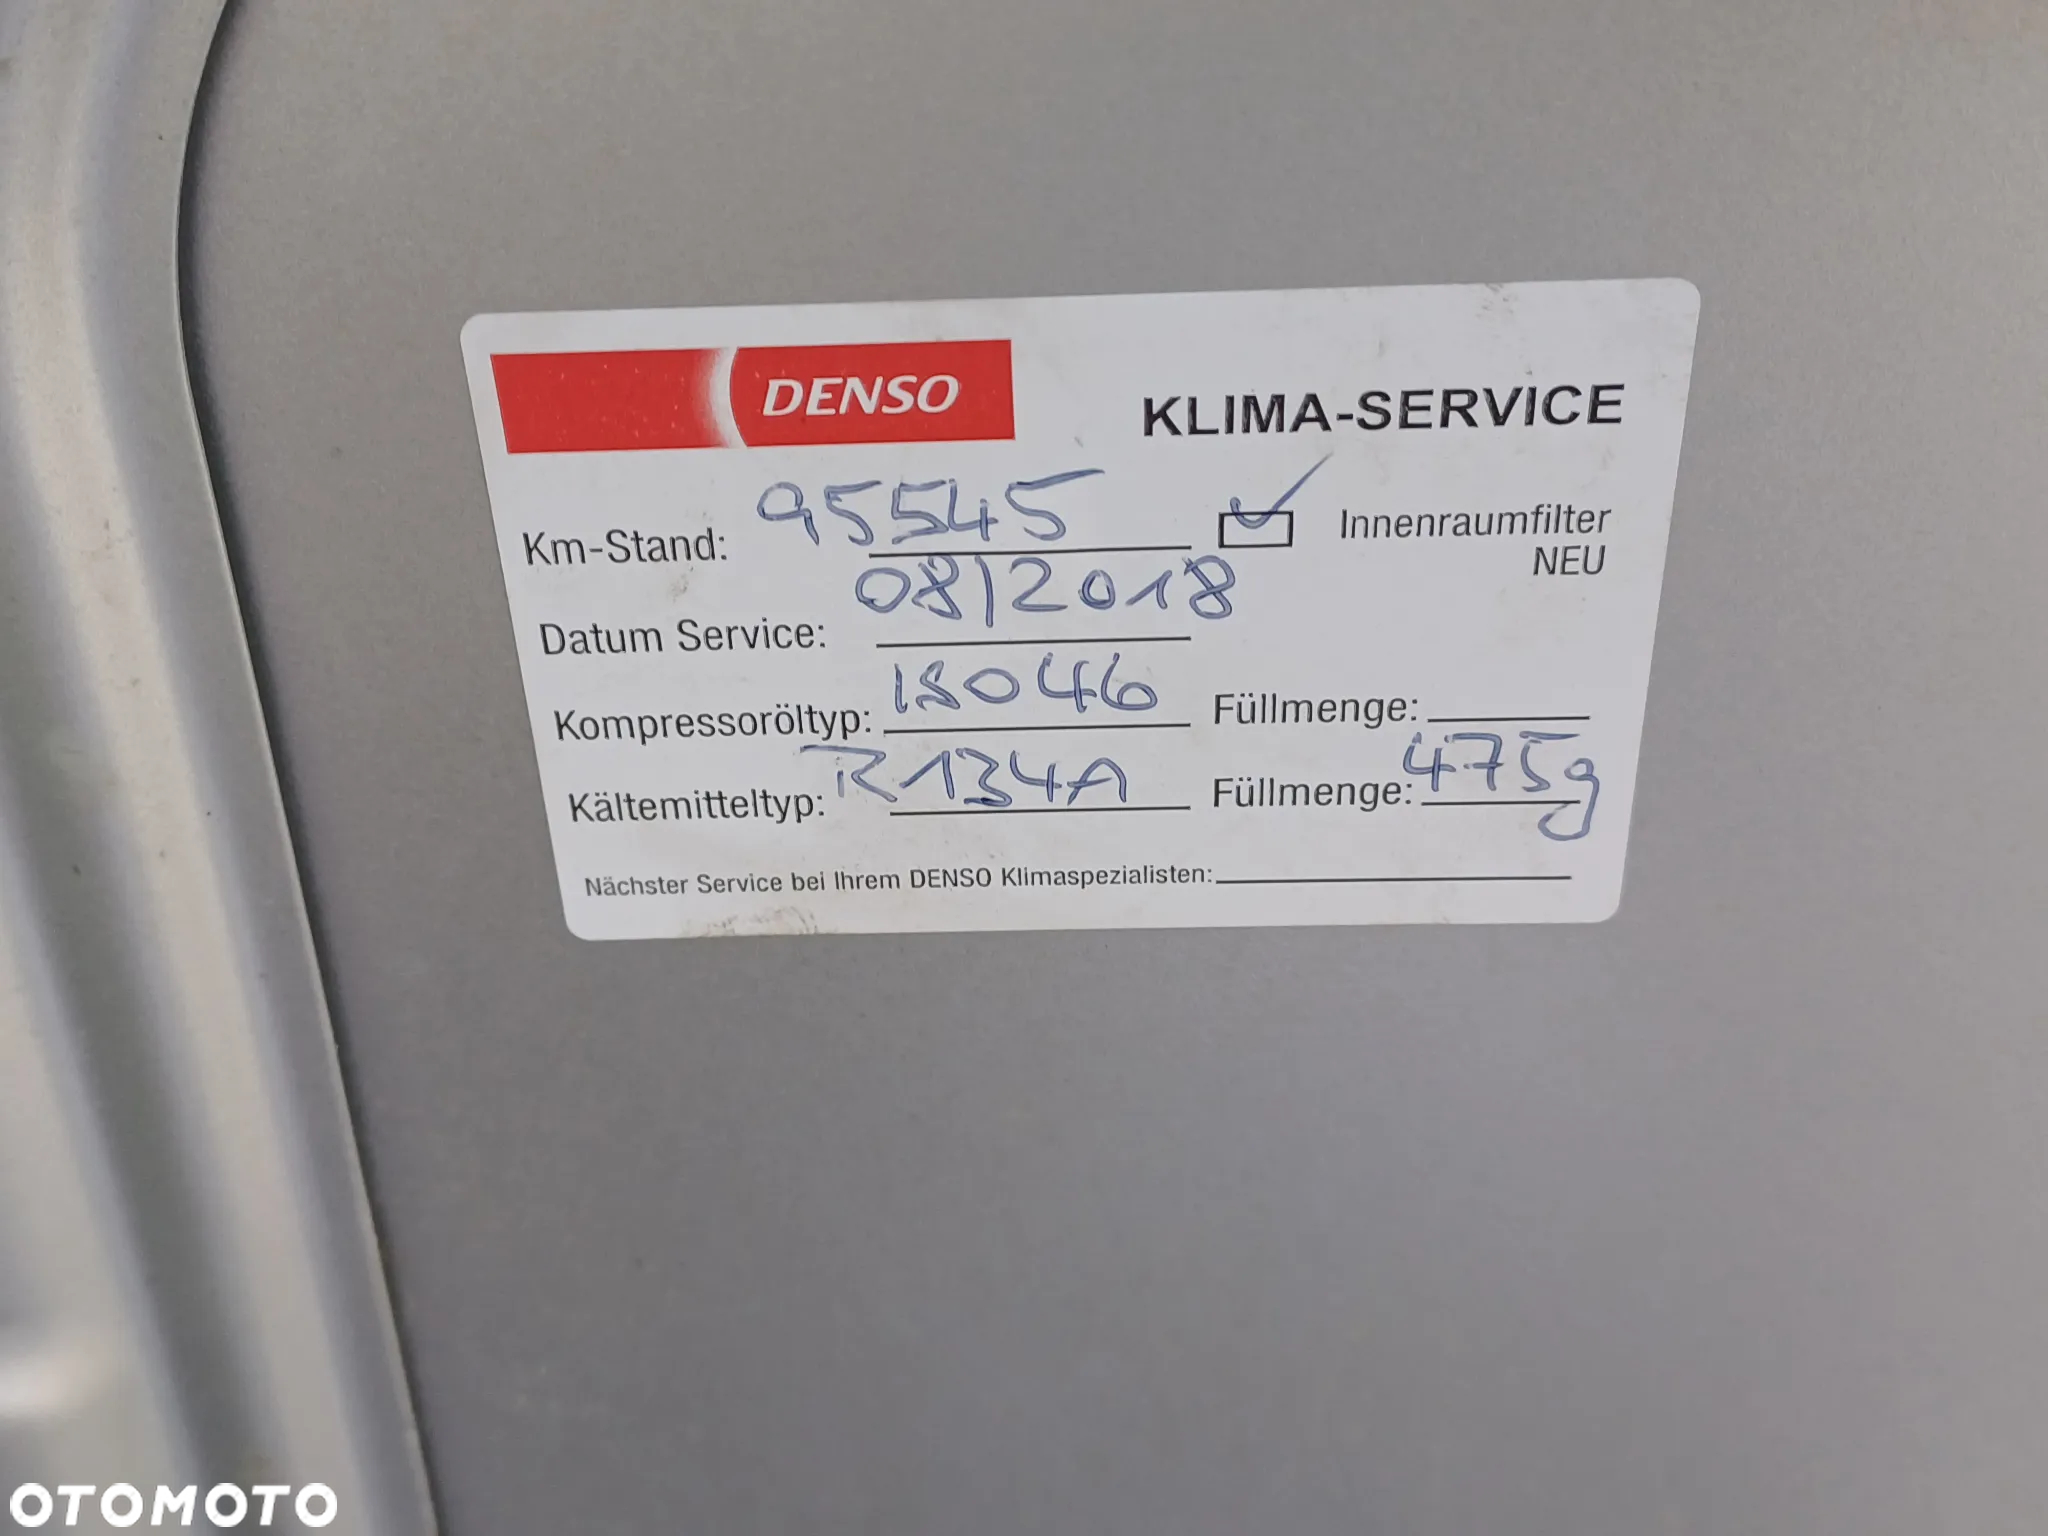 DENSO KLIMA-SERVICE
Km-Stand: 95545 Innenraumfilter
NEU
Datum Service: 08/2018
Kompressoröltyp: ISO46 Füllmenge:
Kältemitteltyp: R134A Füllmenge: 475g
Nächster Service bei Ihrem DENSO Klimaspezialisten:
OTOMOTO